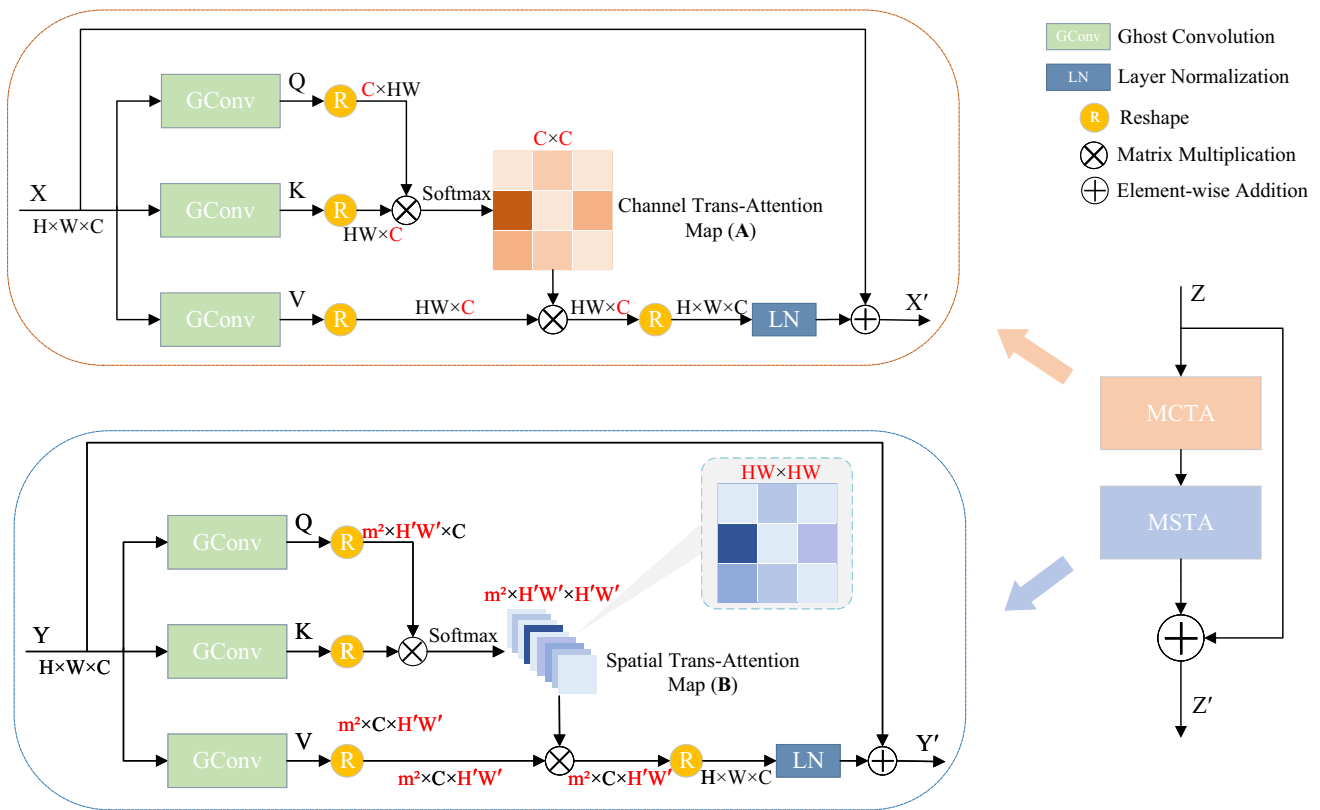 GConv
Q
R
C×HW
X
H×W×C
GConv
K
R
HW×C
Softmax
C×C
Channel Trans-Attention
Map (A)
GConv
V
R
HW×C
HW×C
R
H×W×C
LN
X′
GConv
Ghost Convolution
LN
Layer Normalization
R
Reshape
Matrix Multiplication
Element-wise Addition
GConv
Q
R
m²×H′W′×C
Y
H×W×C
GConv
K
R
Softmax
m²×H′W′×H′W′
HW×HW
Spatial Trans-Attention
Map (B)
m²×C×H′W′
GConv
V
R
m²×C×H′W′
m²×C×H′W′
R
H×W×C
LN
Y′
Z
MCTA
MSTA
Z′